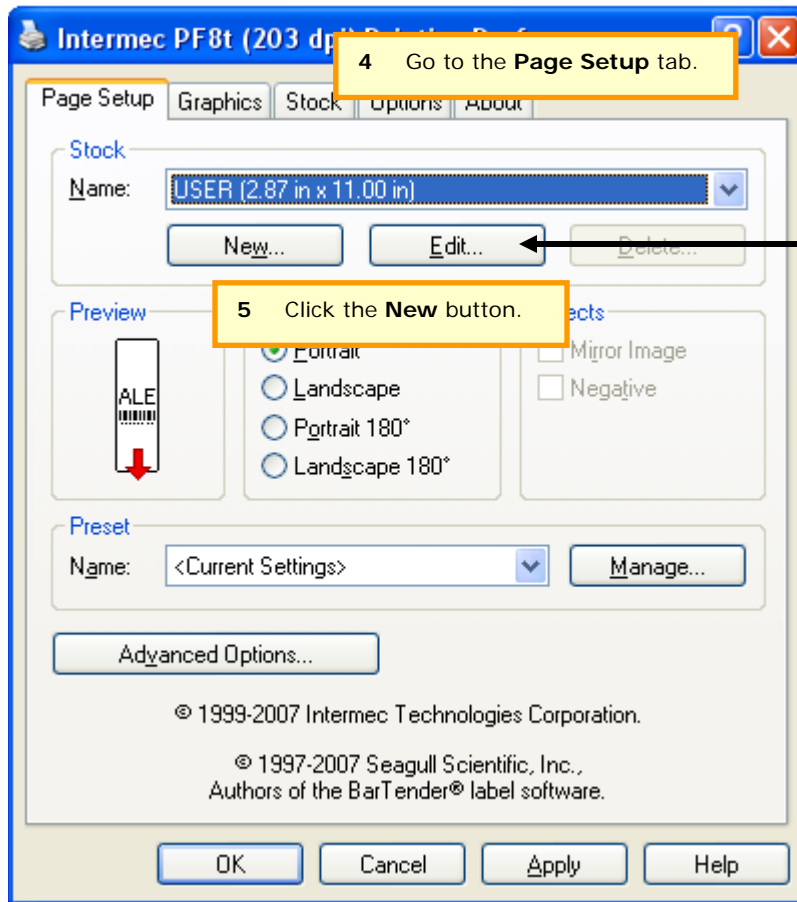 Intermec PF8t (203 dpi)
4 Go to the Page Setup tab.
Page Setup Graphics Stock Options About
Stock
Name: USER (2.87 in x 11.00 in)
New... Edit... Delete...
5 Click the New button.
Preview
ALE
Portrait
Landscape
Portrait 180°
Landscape 180°
Mirror Image
Negative
Preset
Name: <Current Settings> Manage...
Advanced Options...
© 1999-2007 Intermec Technologies Corporation.
© 1997-2007 Seagull Scientific, Inc.,
Authors of the BarTender® label software.
OK Cancel Apply Help